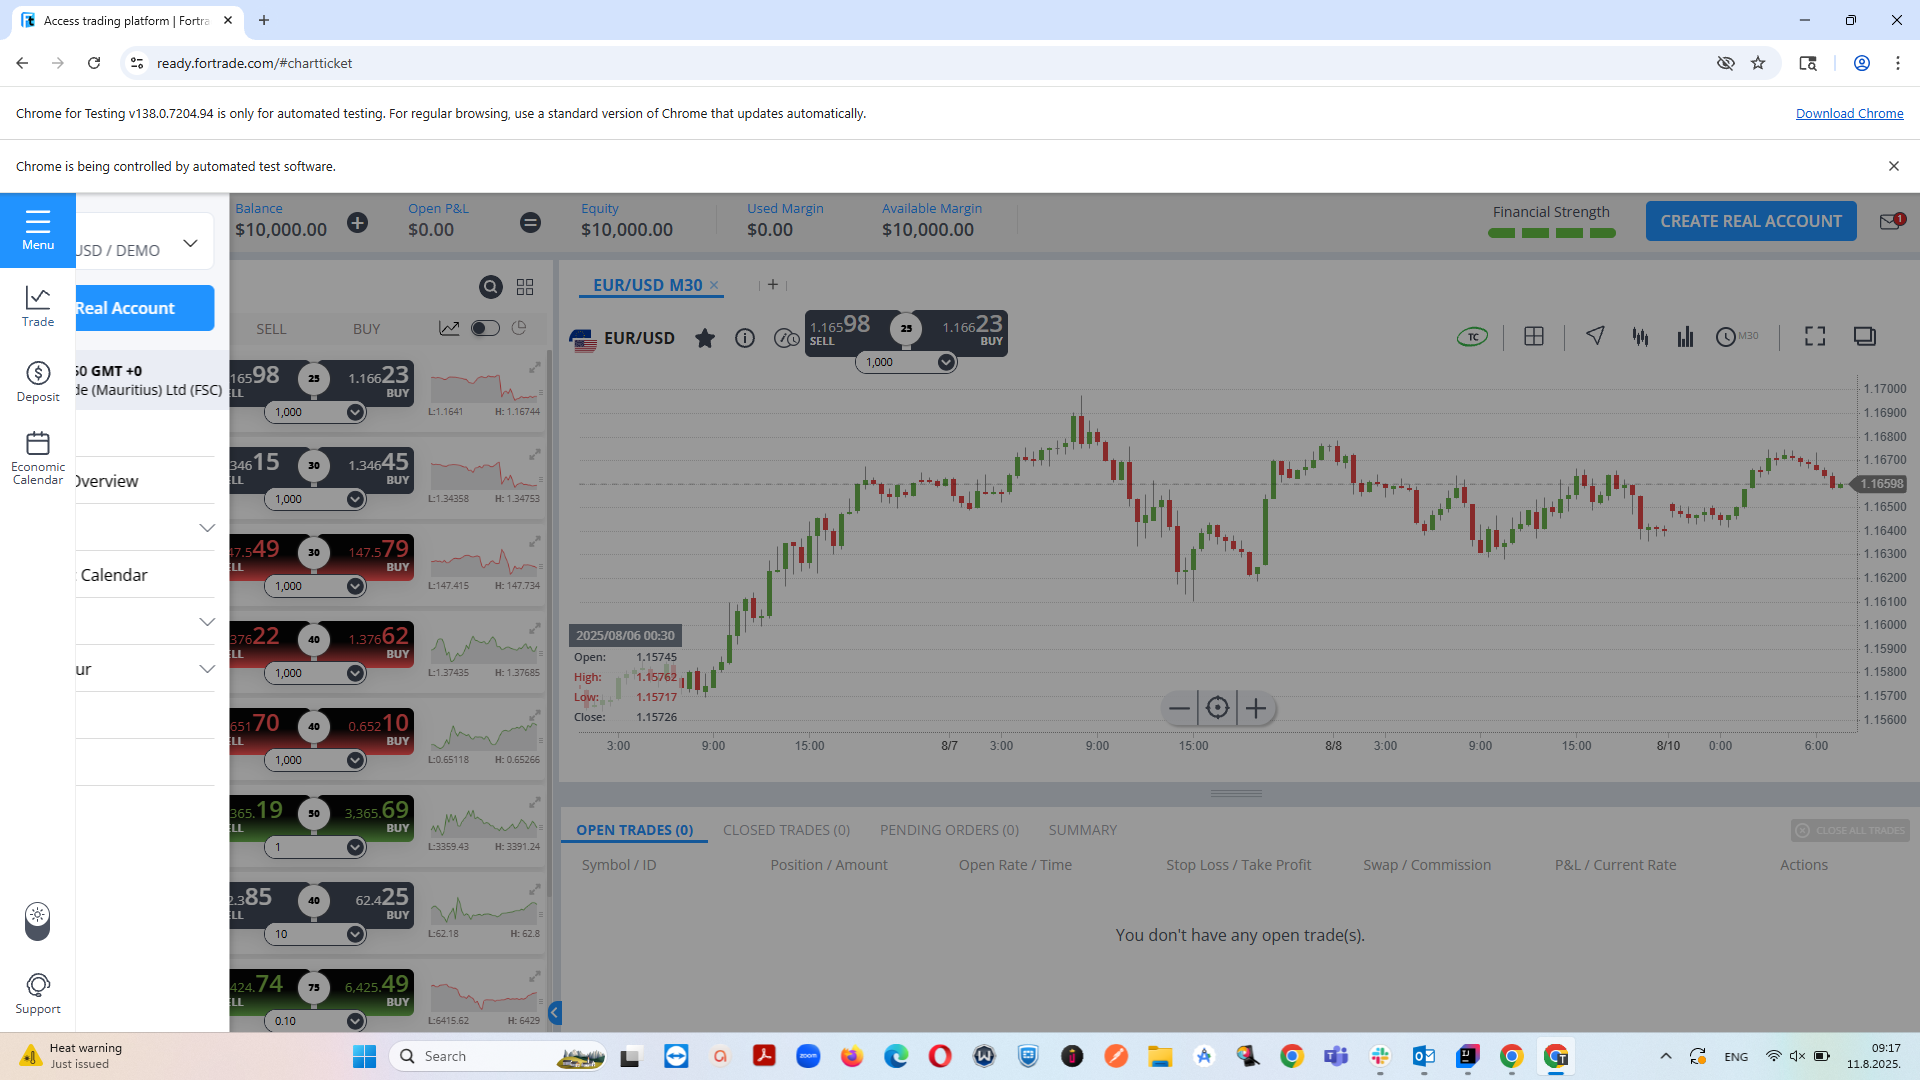 Access trading platform | Fortra
ready.fortrade.com/#chartticket
Chrome for Testing v138.0.7204.94 is only for automated testing. For regular browsing, use a standard version of Chrome that updates automatically.
Download Chrome
Chrome is being controlled by automated test software.
Menu
USD / DEMO
Real Account
50 GMT +0
de (Mauritius) Ltd (FSC)
Overview
Calendar
ur
Trade
Deposit
Economic
Calendar
Support
Balance
$10,000.00
Open P&L
$0.00
Equity
$10,000.00
Used Margin
$0.00
Available Margin
$10,000.00
Financial Strength
CREATE REAL ACCOUNT
1
SELL BUY
16598 25 1.16623
ELL BUY
1,000
L:1.1641 H: 1.16744
34615 30 1.34645
ELL BUY
1,000
L:1.34358 H: 1.34753
47.549 30 147.579
ELL BUY
1,000
L:147.415 H: 147.734
37622 40 1.37662
ELL BUY
1,000
L:1.37435 H: 1.37685
65170 40 0.65210
ELL BUY
1,000
L:0.65118 H: 0.65266
365.19 50 3,365.69
ELL BUY
1
L:3359.43 H: 3391.24
2.385 40 62.425
ELL BUY
10
L:62.18 H: 62.8
424.74 75 6,425.49
ELL BUY
0.10
L:6415.62 H: 6429
EUR/USD M30
EUR/USD
1.16598 25 1.16623
SELL BUY
1,000
TC
M30
1.17000
1.16900
1.16800
1.16700
1.16598
1.16500
1.16400
1.16300
1.16200
1.16100
1.16000
1.15900
1.15800
1.15700
1.15600
2025/08/06 00:30
Open: 1.15745
High: 1.15762
Low: 1.15717
Close: 1.15726
3:00 9:00 15:00 8/7 3:00 9:00 15:00 8/8 3:00 9:00 15:00 8/10 0:00 6:00
OPEN TRADES (0) CLOSED TRADES (0) PENDING ORDERS (0) SUMMARY
CLOSE ALL TRADES
Symbol / ID Position / Amount Open Rate / Time Stop Loss / Take Profit Swap / Commission P&L / Current Rate Actions
You don't have any open trade(s).
Heat warning
Just issued
Search
zoom
ENG
09:17
11.8.2025.